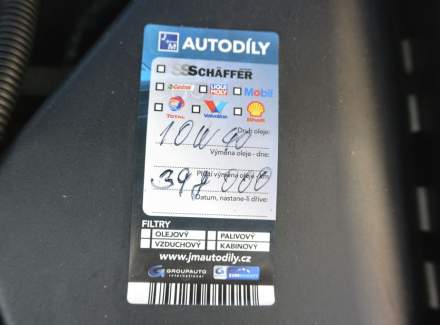 J&M AUTODÍLY
SCHÄFFER
Castrol LIQUI MOLY Mobil
TOTAL Valvoline Shell
Druh oleje:
10W40
Výměna oleje - dne:
Příští výměna oleje - km:
398 000
(Datum, nastane-li dříve:
FILTRY
OLEJOVÝ PALIVOVÝ
VZDUCHOVÝ KABINOVÝ
www.jmautodily.cz
G GROUPAUTO
International